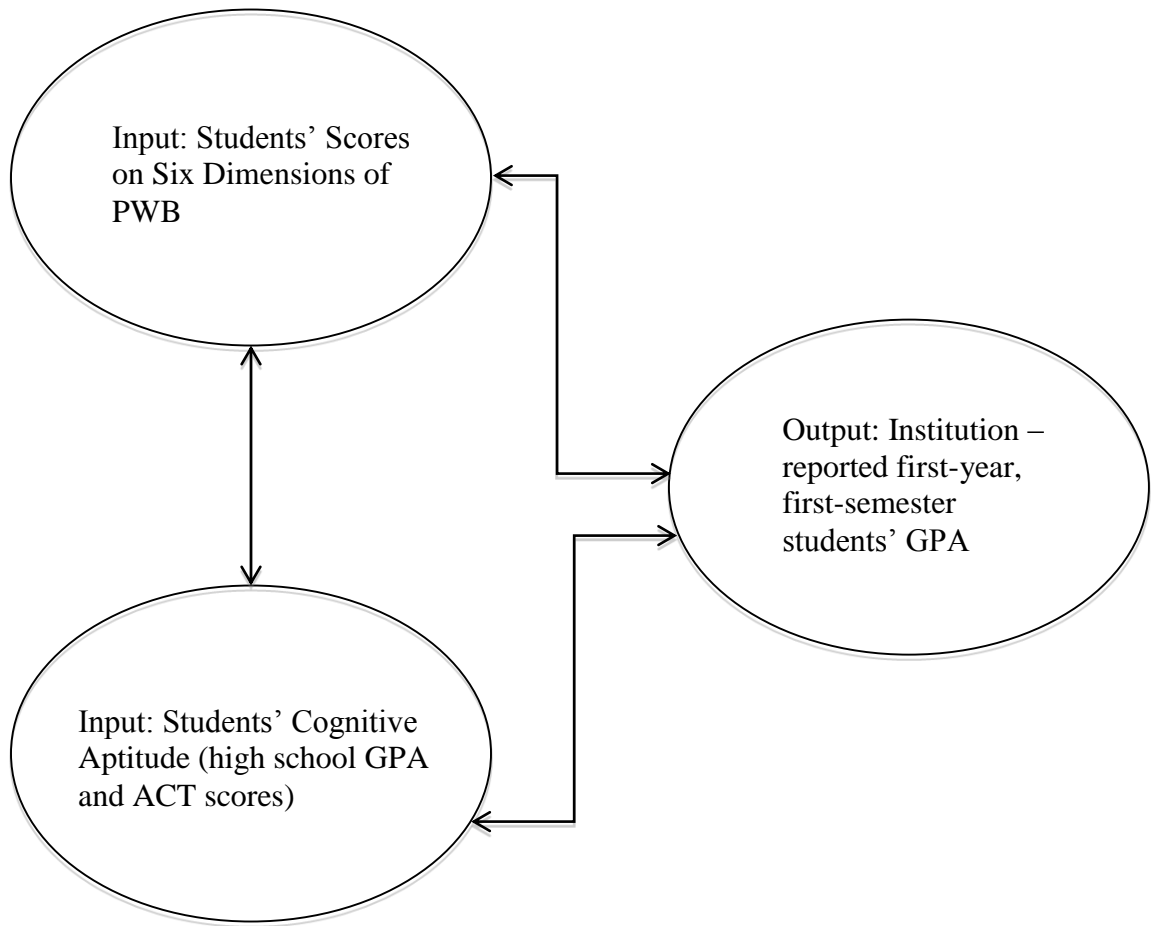 Input: Students’ Scores
on Six Dimensions of
PWB
Output: Institution –
reported first-year,
first-semester
students’ GPA
Input: Students’ Cognitive
Aptitude (high school GPA
and ACT scores)